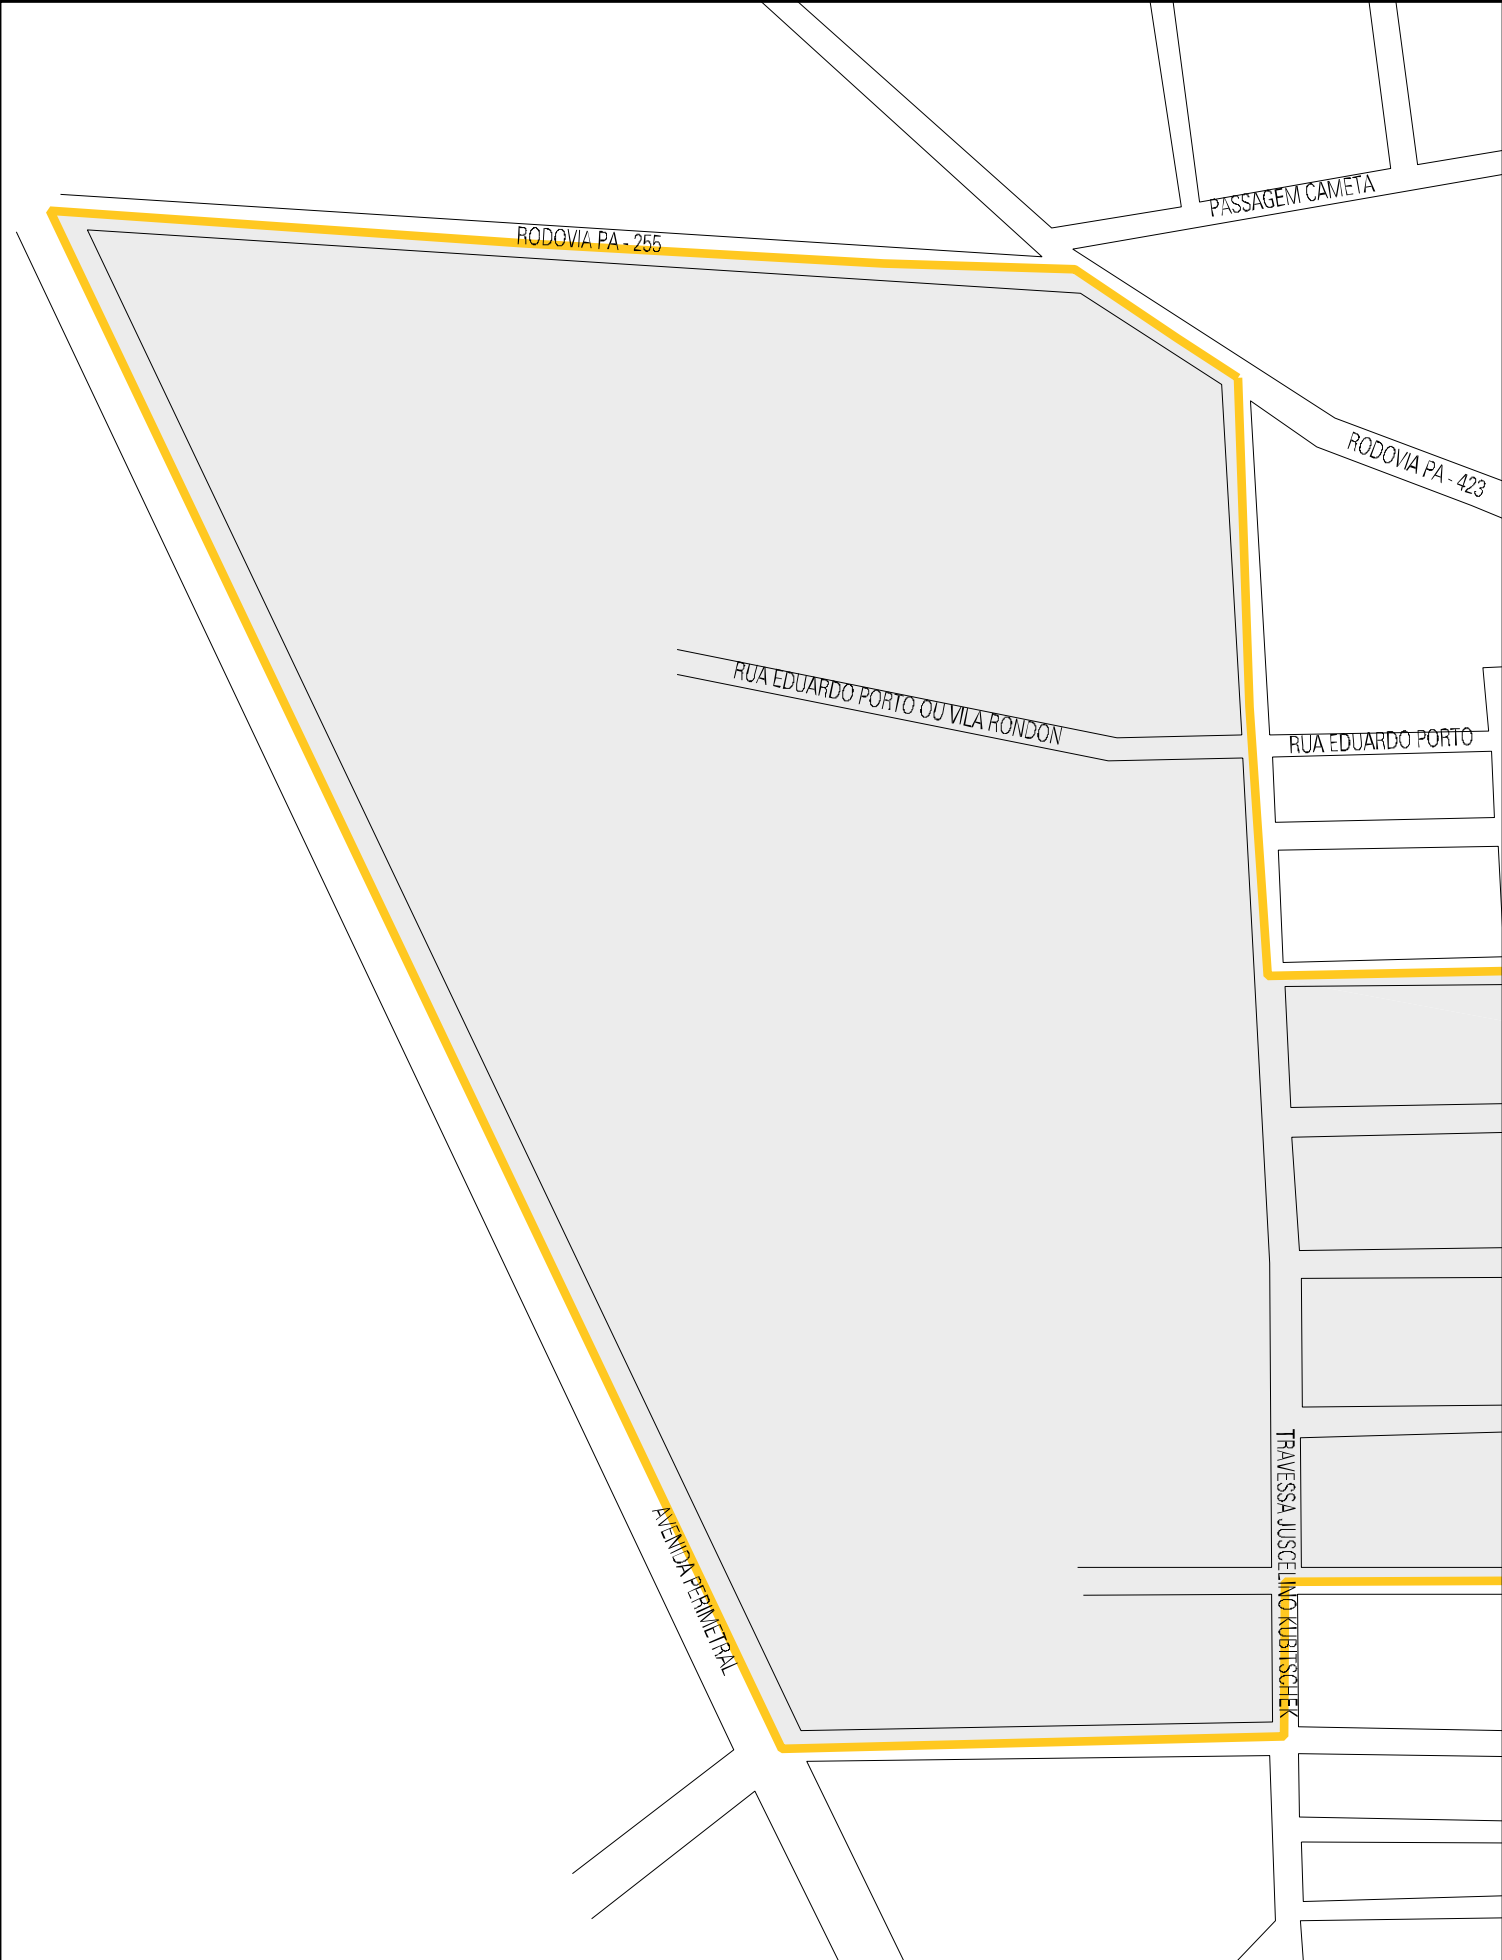 PASSAGEM CAMETA
RODOVIA PA - 255
RODOVIA PA - 423
RUA EDUARDO PORTO OU VILA RONDON
RUA EDUARDO PORTO
TRAVESSA JUSCELINO KUBITSCHEK
AVENIDA PERIMETRAL